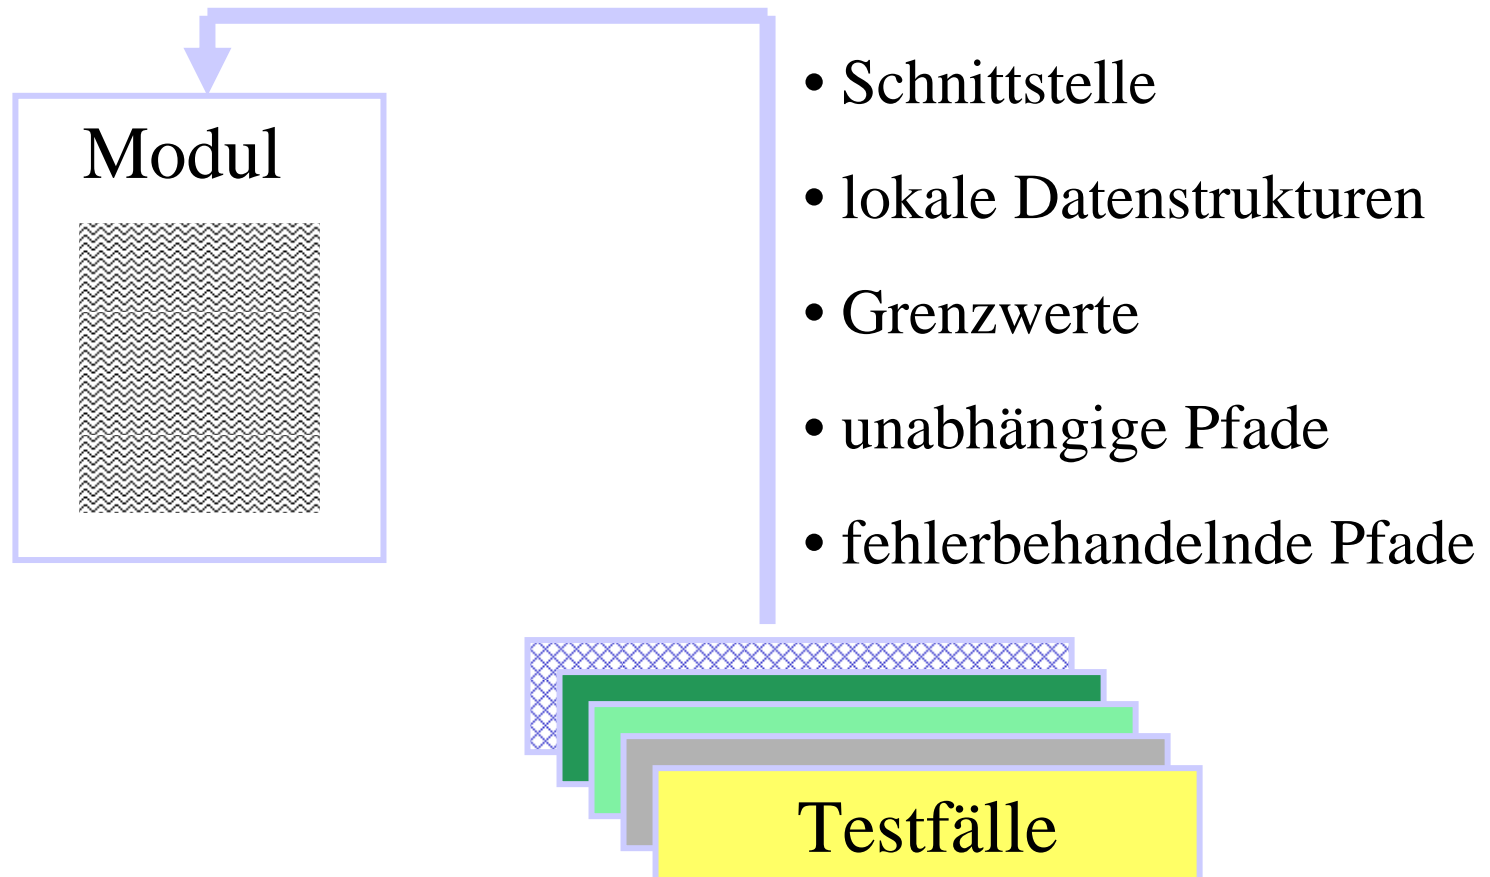 Modul
• Schnittstelle
• lokale Datenstrukturen
• Grenzwerte
• unabhängige Pfade
• fehlerbehandelnde Pfade
Testfälle